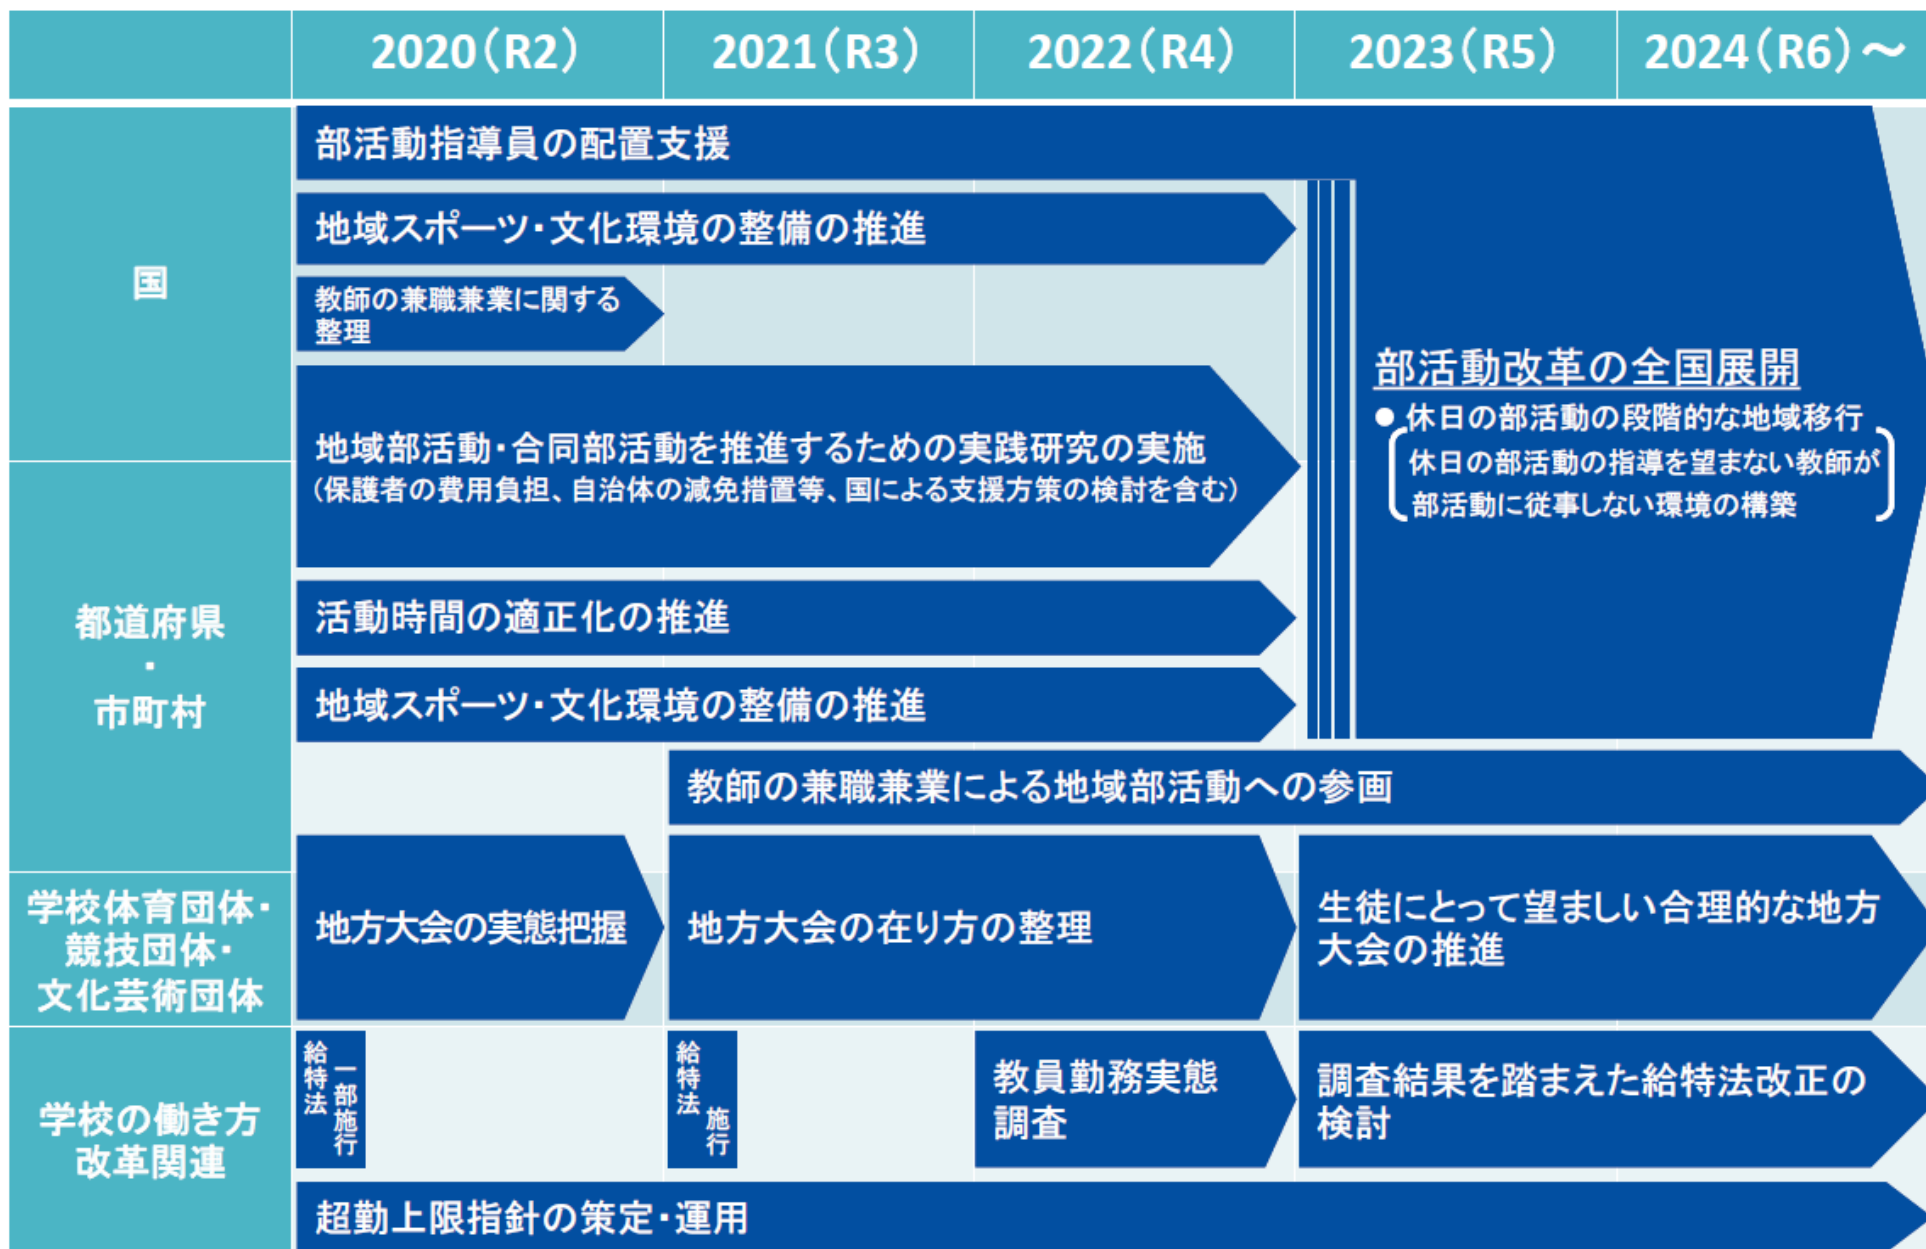 2020（R2）
2021（R3）
2022（R4）
2023（R5）
2024（R6）～
国
部活動指導員の配置支援
地域スポーツ・文化環境の整備の推進
教師の兼職兼業に関する
整理
地域部活動・合同部活動を推進するための実践研究の実施
（保護者の費用負担、自治体の減免措置等、国による支援方策の検討を含む）
部活動改革の全国展開
● 休日の部活動の段階的な地域移行
休日の部活動の指導を望まない教師が
部活動に従事しない環境の構築
都道府県
・
市町村
活動時間の適正化の推進
地域スポーツ・文化環境の整備の推進
教師の兼職兼業による地域部活動への参画
学校体育団体・
競技団体・
文化芸術団体
地方大会の実態把握
地方大会の在り方の整理
生徒にとって望ましい合理的な地方
大会の推進
学校の働き方
改革関連
給特法
一部施行
給特法
施行
教員勤務実態
調査
調査結果を踏まえた給特法改正の
検討
超勤上限指針の策定・運用